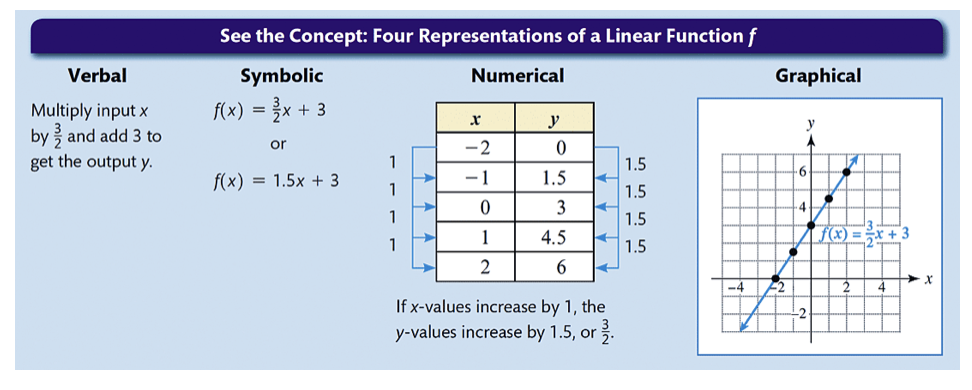 See the Concept: Four Representations of a Linear Function f
Verbal
Multiply input x
by 3/2 and add 3 to
get the output y.
Symbolic
f(x) = 3/2x + 3
or
f(x) = 1.5x + 3
Numerical
x y
−2 0
−1 1.5
0 3
1 4.5
2 6
1 1.5
1 1.5
1 1.5
1 1.5
If x-values increase by 1, the
y-values increase by 1.5, or 3/2.
Graphical
y
6
4
f(x) = 3/2x + 3
x
−4 −2 2 4
−2